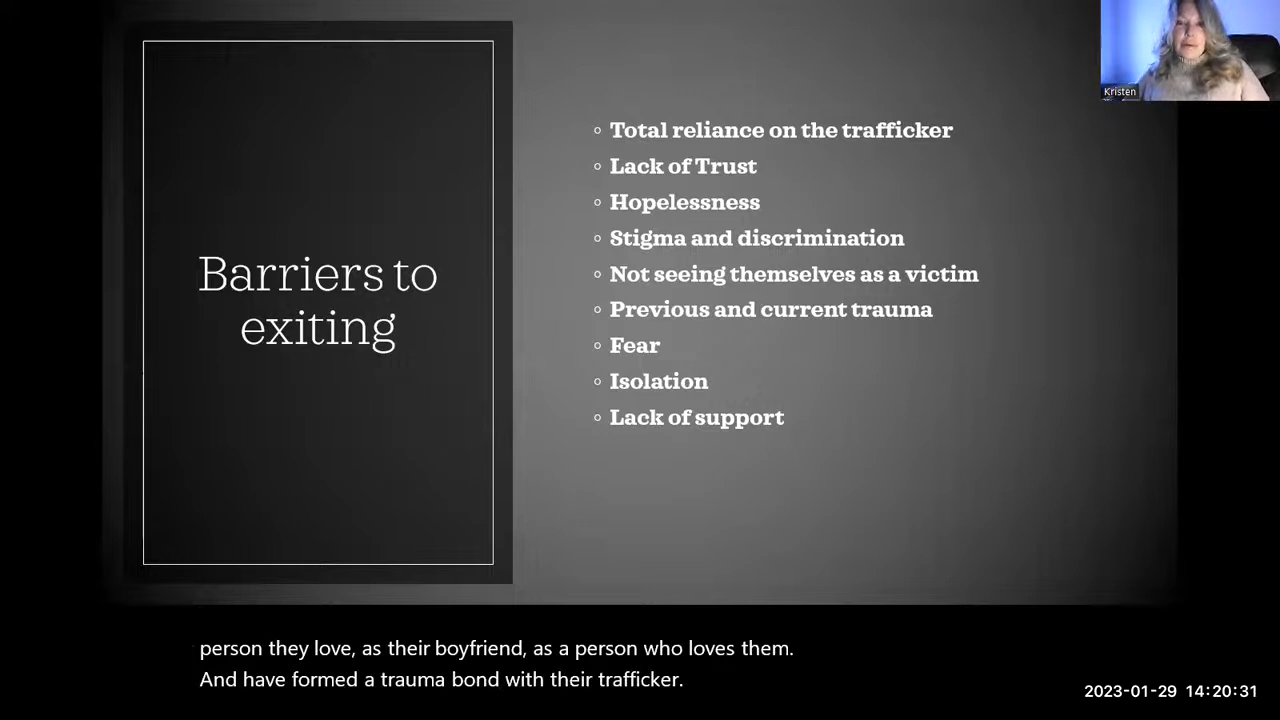 Kristen
Barriers to
exiting
Total reliance on the trafficker
Lack of Trust
Hopelessness
Stigma and discrimination
Not seeing themselves as a victim
Previous and current trauma
Fear
Isolation
Lack of support
person they love, as their boyfriend, as a person who loves them.
And have formed a trauma bond with their trafficker.
2023-01-29 14:20:31